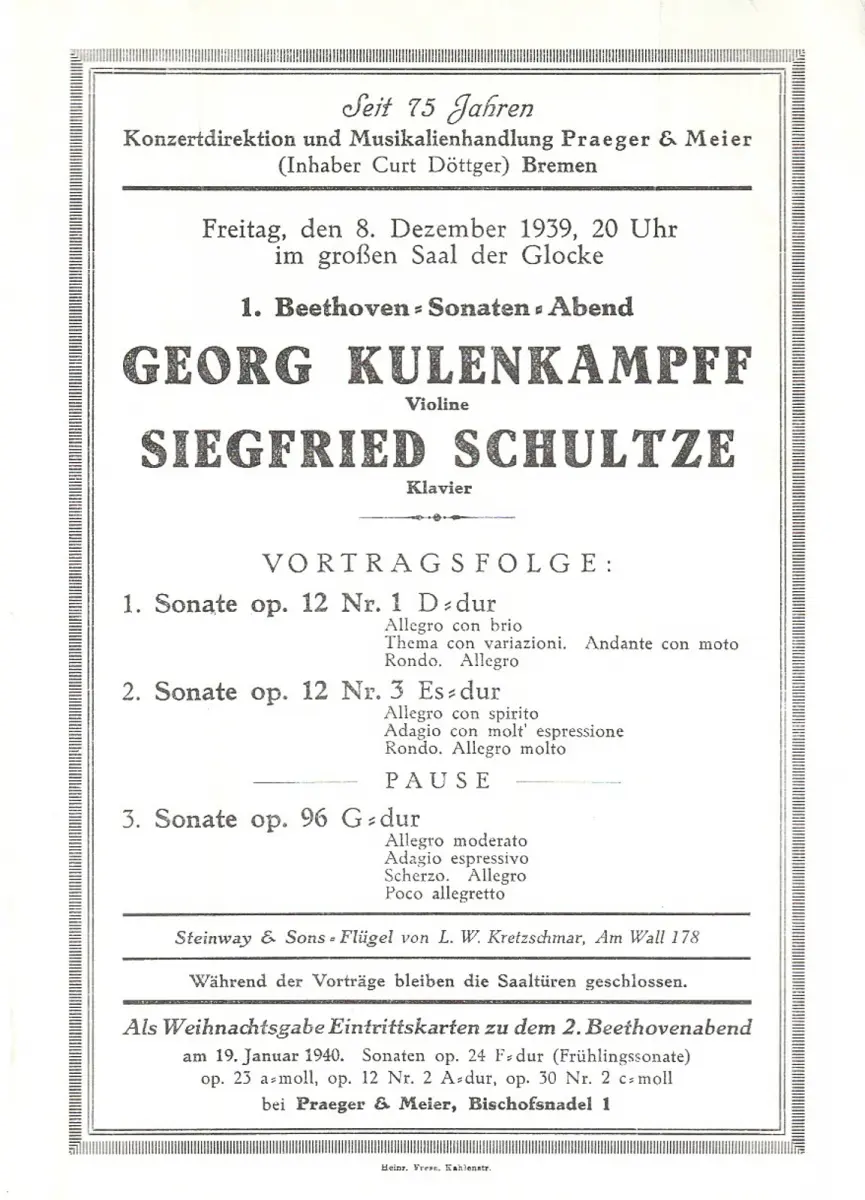 Seit 75 Jahren
Konzertdirektion und Musikalienhandlung Praeger & Meier
(Inhaber Curt Döttger) Bremen
Freitag, den 8. Dezember 1939, 20 Uhr
im großen Saal der Glocke
1. Beethoven-Sonaten-Abend
GEORG KULENKAMPFF
Violine
SIEGFRIED SCHULTZE
Klavier
VORTRAGSFOLGE:
1. Sonate op. 12 Nr. 1 D-dur
Allegro con brio
Thema con variazioni. Andante con moto
Rondo. Allegro
2. Sonate op. 12 Nr. 3 Es-dur
Allegro con spirito
Adagio con molt' espressione
Rondo. Allegro molto
PAUSE
3. Sonate op. 96 G-dur
Allegro moderato
Adagio espressivo
Scherzo. Allegro
Poco allegretto
Steinway & Sons-Flügel von L. W. Kretzschmar, Am Wall 178
Während der Vorträge bleiben die Saaltüren geschlossen.
Als Weihnachtsgabe Eintrittskarten zu dem 2. Beethovenabend
am 19. Januar 1940. Sonaten op. 24 F-dur (Frühlingssonate)
op. 23 a-moll, op. 12 Nr. 2 A-dur, op. 30 Nr. 2 c-moll
bei Praeger & Meier, Bischofsnadel 1
Heinr. Frese, Kahlenstr.